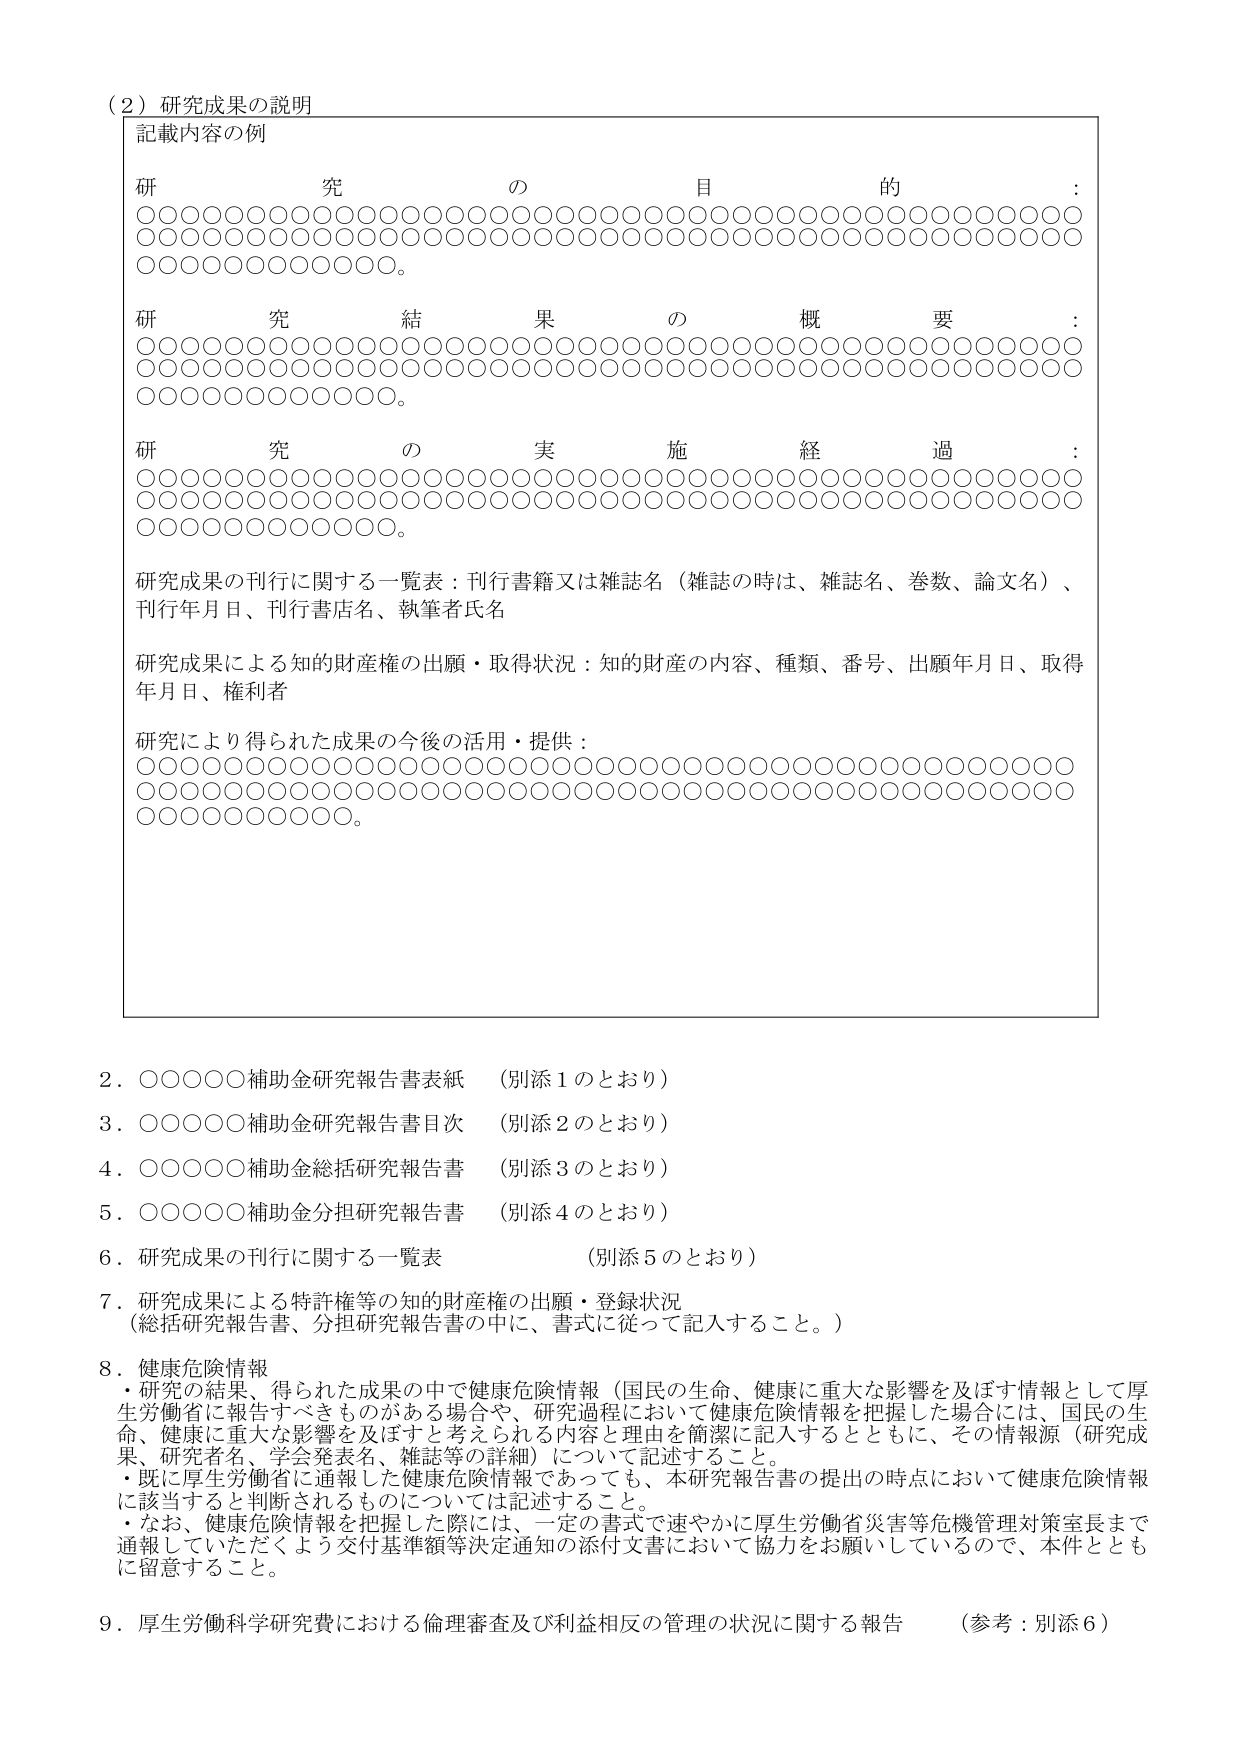 （２）研究成果の説明
記載内容の例
研究の目的：
○○○○○○○○○○○○○○○○○○○○○○○○○○○○○○○○○○○○○○○○○○○
○○○○○○○○○○○○○○○○○○○○○○○○○○○○○○○○○○○○○○○○○○○
○○○○○○○○○○○○。
研究結果の概要：
○○○○○○○○○○○○○○○○○○○○○○○○○○○○○○○○○○○○○○○○○○○
○○○○○○○○○○○○○○○○○○○○○○○○○○○○○○○○○○○○○○○○○○○
○○○○○○○○○○○○。
研究の実施経過：
○○○○○○○○○○○○○○○○○○○○○○○○○○○○○○○○○○○○○○○○○○○
○○○○○○○○○○○○○○○○○○○○○○○○○○○○○○○○○○○○○○○○○○○
○○○○○○○○○○○○。
研究成果の刊行に関する一覧表：刊行書籍又は雑誌名（雑誌の時は、雑誌名、巻数、論文名）、
刊行年月日、刊行書店名、執筆者氏名
研究成果による知的財産権の出願・取得状況：知的財産の内容、種類、番号、出願年月日、取得
年月日、権利者
研究により得られた成果の今後の活用・提供：
○○○○○○○○○○○○○○○○○○○○○○○○○○○○○○○○○○○○○○○○○○○
○○○○○○○○○○○○○○○○○○○○○○○○○○○○○○○○○○○○○○○○○○○
○○○○○○○○○○。
２．○○○○○補助金研究報告書表紙　（別添１のとおり）
３．○○○○○補助金研究報告書目次　（別添２のとおり）
４．○○○○○補助金総括研究報告書　（別添３のとおり）
５．○○○○○補助金分担研究報告書　（別添４のとおり）
６．研究成果の刊行に関する一覧表　　　　　　（別添５のとおり）
７．研究成果による特許権等の知的財産権の出願・登録状況
（総括研究報告書、分担研究報告書の中に、書式に従って記入すること。）
８．健康危険情報
・研究の結果、得られた成果の中で健康危険情報（国民の生命、健康に重大な影響を及ぼす情報として厚
生労働省に報告すべきものがある場合や、研究過程において健康危険情報を把握した場合には、国民の生
命、健康に重大な影響を及ぼすと考えられる内容と理由を簡潔に記入するとともに、その情報源（研究成
果、研究者名、学会発表名、雑誌等の詳細）について記述すること。
・既に厚生労働省に通報した健康危険情報であっても、本研究報告書の提出の時点において健康危険情報
に該当すると判断されるものについては記述すること。
・なお、健康危険情報を把握した際には、一定の書式で速やかに厚生労働省災害等危機管理対策室長まで
通報していただくよう交付基準額等決定通知の添付文書において協力をお願いしているので、本件ととも
に留意すること。
９．厚生労働科学研究費における倫理審査及び利益相反の管理の状況に関する報告　　（参考：別添６）